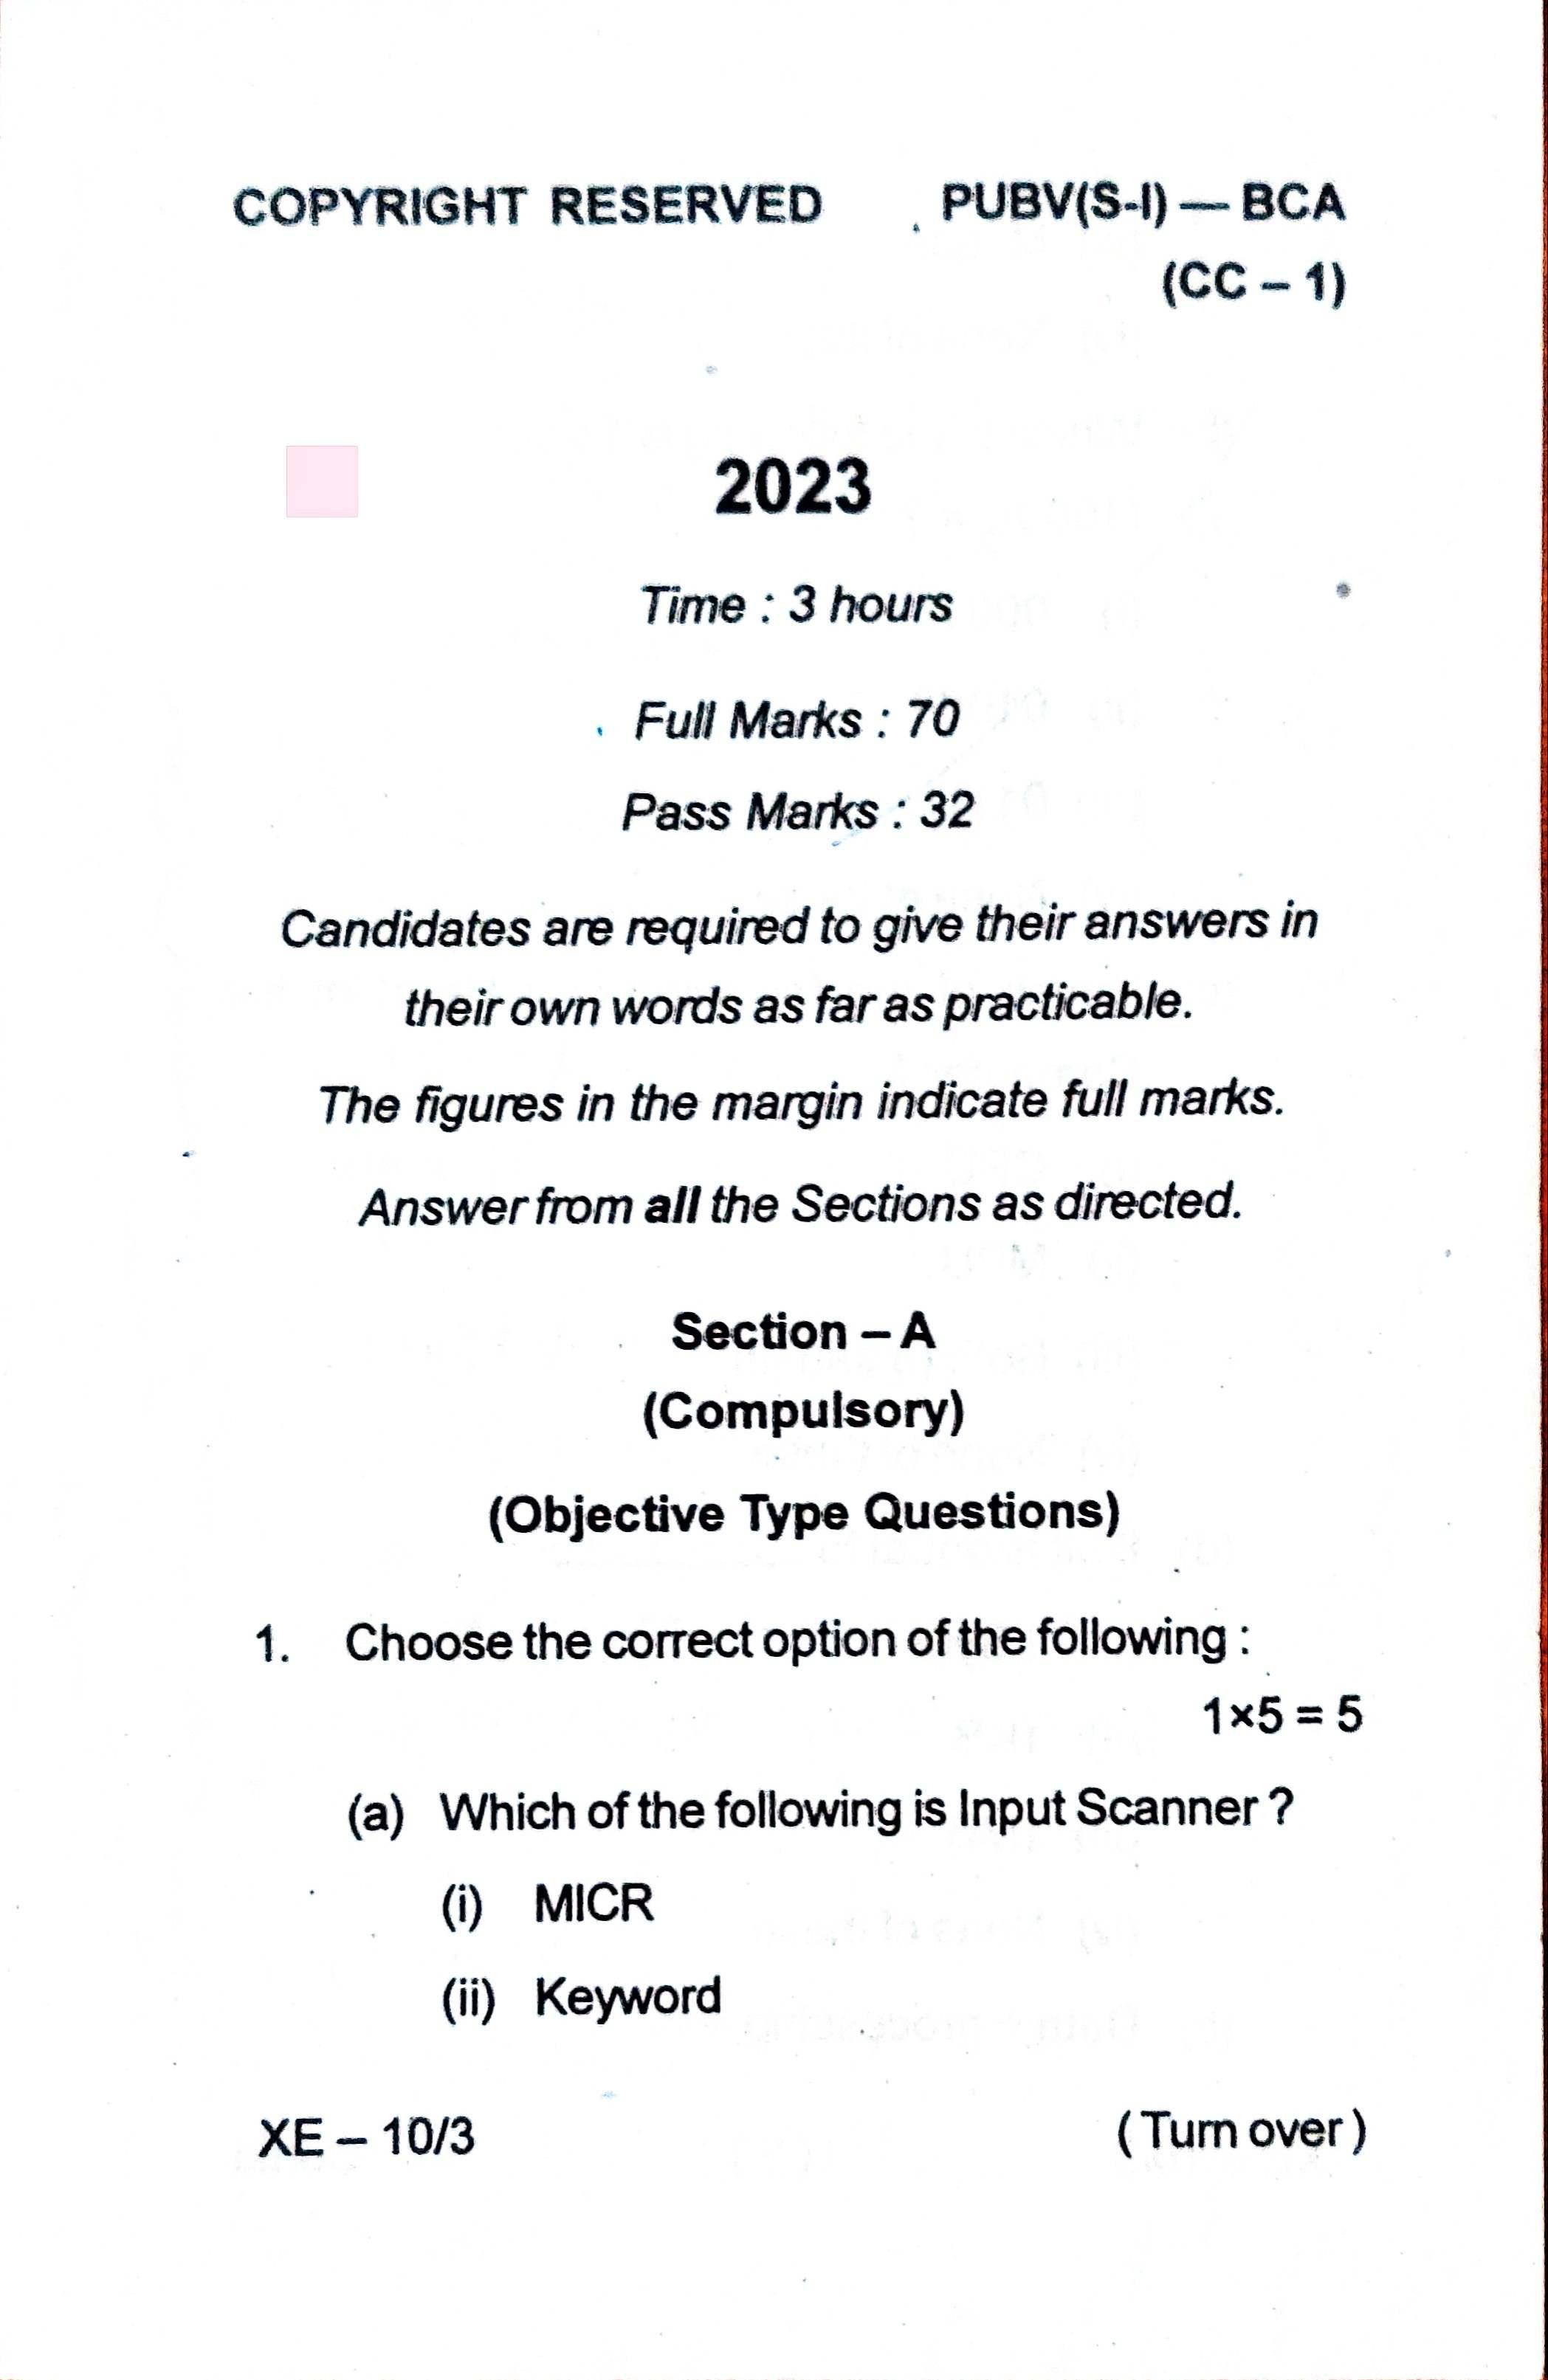 COPYRIGHT RESERVED PUBV(S-I) — BCA
(CC – 1)
2023
Time : 3 hours
Full Marks : 70
Pass Marks : 32
Candidates are required to give their answers in
their own words as far as practicable.
The figures in the margin indicate full marks.
Answer from all the Sections as directed.
Section – A
(Compulsory)
(Objective Type Questions)
1. Choose the correct option of the following :
1×5 = 5
(a) Which of the following is Input Scanner ?
(i) MICR
(ii) Keyword
XE – 10/3 ( Turn over )